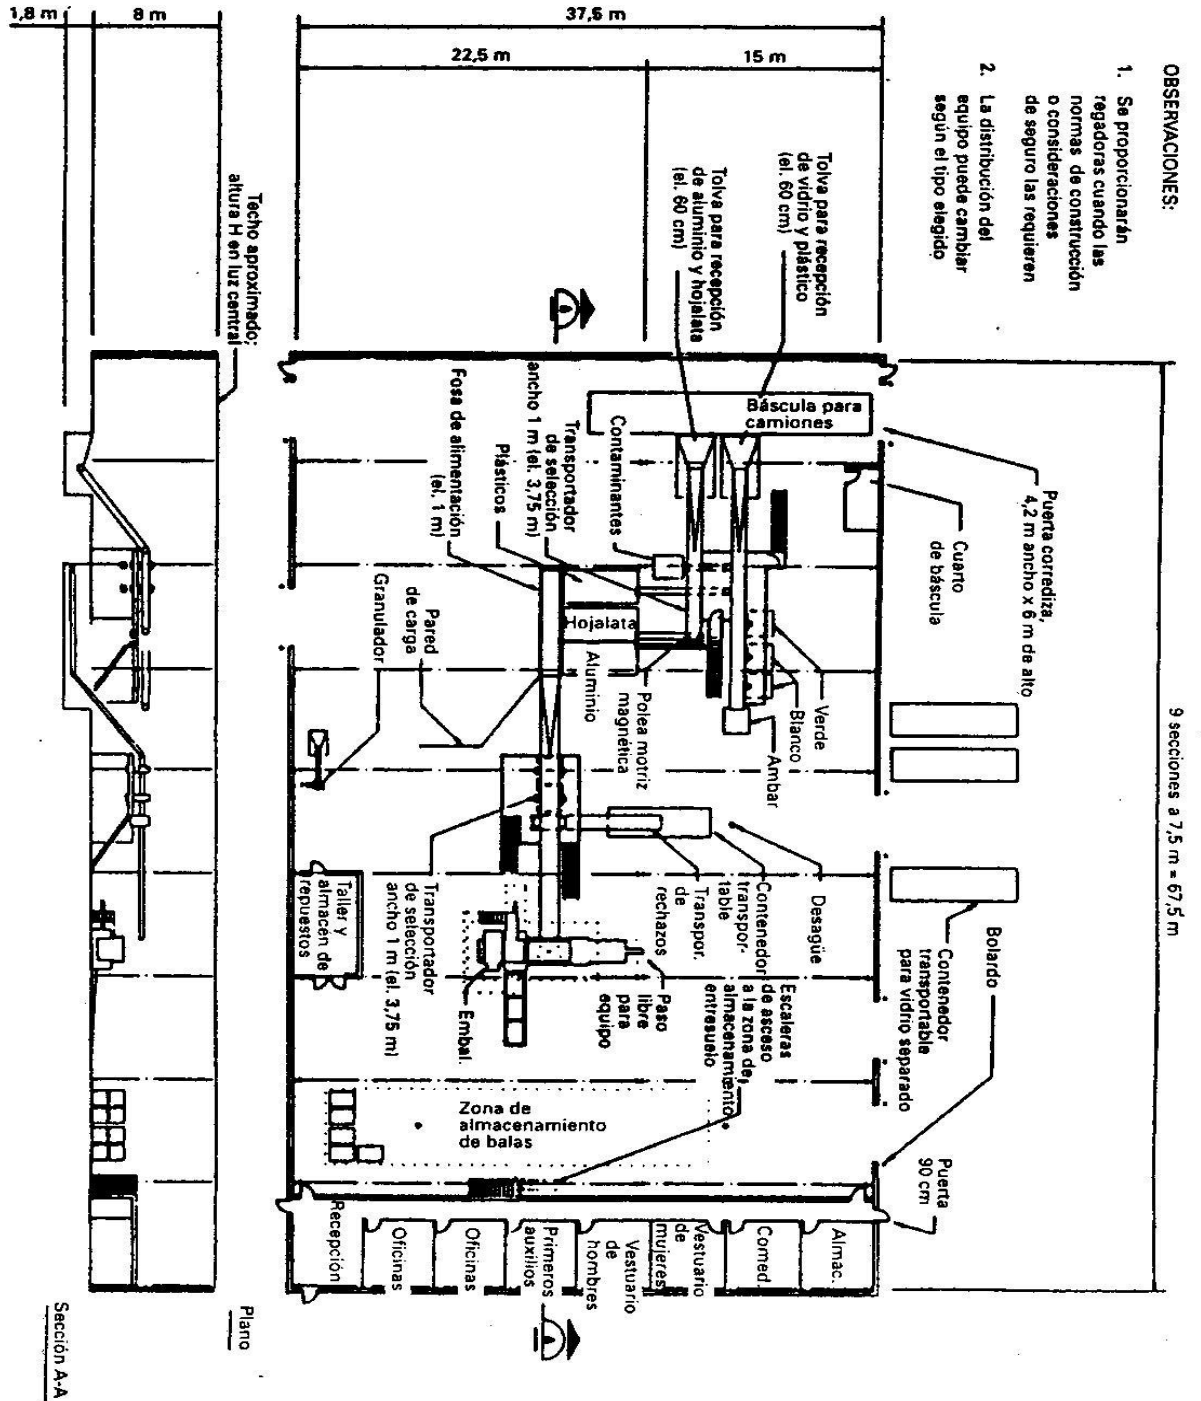 1,8 m
8 m
37,5 m
22,5 m
15 m
OBSERVACIONES:
1. Se proporcionarán
regadoras cuando las
normas de construcción
o consideraciones
de seguro las requieren
2. La distribución del
equipo puede cambiar
según el tipo elegido
Tolva para recepción
de vidrio y plástico
(el. 60 cm)
Tolva para recepción
de aluminio y hojalata
(el. 60 cm)
Techo aproximado;
altura H en luz central
Báscula para
camiones
Puerta corrediza,
4,2 m ancho x 6 m de alto
Cuarto
de báscula
9 secciones a 7,5 m = 67,5 m
Contaminantes
Transportador
de selección
ancho 1 m (el. 3,75 m)
Plásticos
Fosa de alimentación
(el. 1 m)
Pared
de carga
Granulador
Hojalata
Aluminio
Polea motriz
magnética
Verde
Blanco
Ambar
Desagüe
Contenedor
transpor-
table
Transpor.
de
rechazos
Transportador
de selección
ancho 1 m (el. 3,75 m)
Taller y
almacén de
repuestos
Embal.
Paso
libre
para
equipo
Escaleras
de asceso
a la zona de
almacenamiento
entresuelo
Bolardo
Contenedor
transportable
para vidrio separado
Puerta
90 cm
Zona de
almacenamiento
de balas
Recepción
Oficinas
Oficinas
Primeros
auxilios
Vestuario
de
hombres
Vestuario
de
mujeres
Comed.
Almac.
Plano
Sección A-A